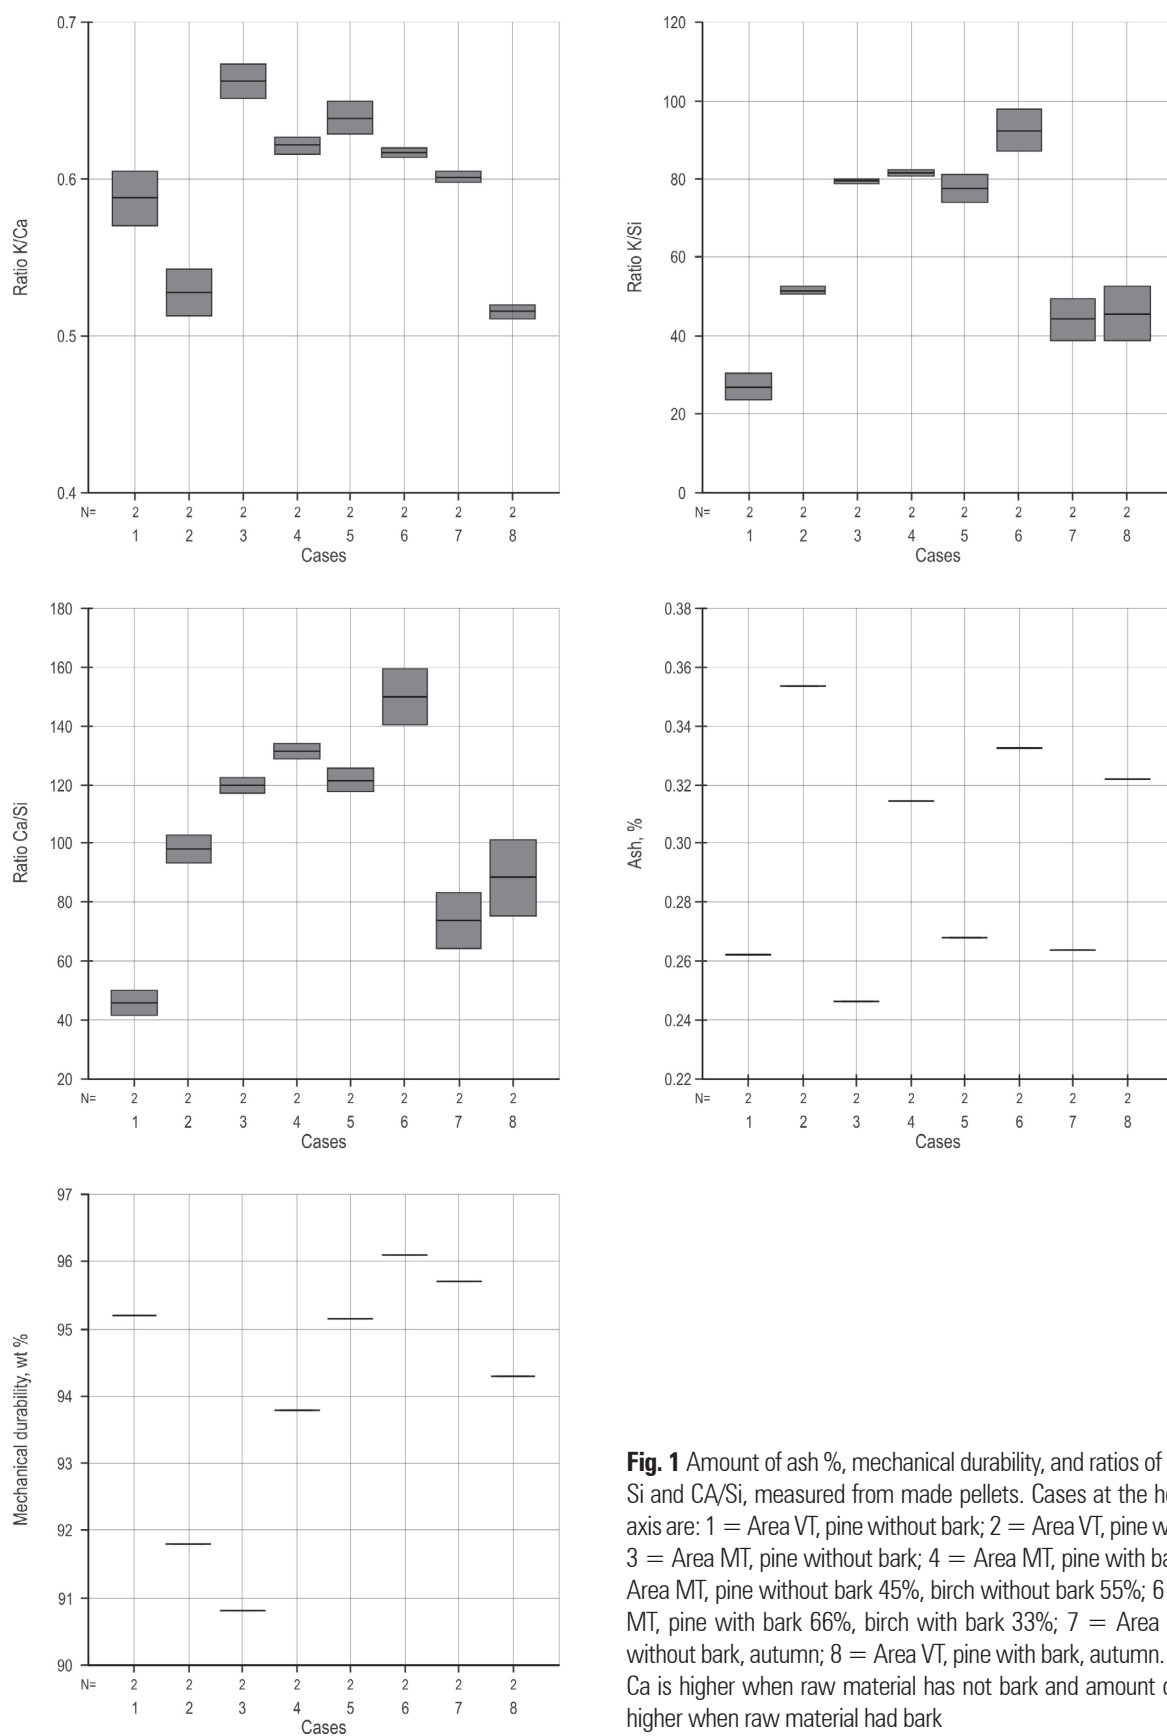 0.7
0.6
0.5
0.4
Ratio K/Ca
N= 2 2 2 2 2 2 2 2
1 2 3 4 5 6 7 8
Cases
120
100
80
60
40
20
0
Ratio K/Si
N= 2 2 2 2 2 2 2 2
1 2 3 4 5 6 7 8
Cases
180
160
140
120
100
80
60
40
20
Ratio Ca/Si
N= 2 2 2 2 2 2 2 2
1 2 3 4 5 6 7 8
Cases
0.38
0.36
0.34
0.32
0.30
0.28
0.26
0.24
0.22
Ash, %
N= 2 2 2 2 2 2 2 2
1 2 3 4 5 6 7 8
Cases
97
96
95
94
93
92
91
90
Mechanical durability, wt %
N= 2 2 2 2 2 2 2 2
1 2 3 4 5 6 7 8
Cases
Fig. 1 Amount of ash %, mechanical durability, and ratios of
Si and CA/Si, measured from made pellets. Cases at the
axis are: 1 = Area VT, pine without bark; 2 = Area VT, pine
3 = Area MT, pine without bark; 4 = Area MT, pine with
Area MT, pine without bark 45%, birch without bark 55%; 6
MT, pine with bark 66%, birch with bark 33%; 7 = Area
without bark, autumn; 8 = Area VT, pine with bark, autumn.
Ca is higher when raw material has not bark and amount
higher when raw material had bark